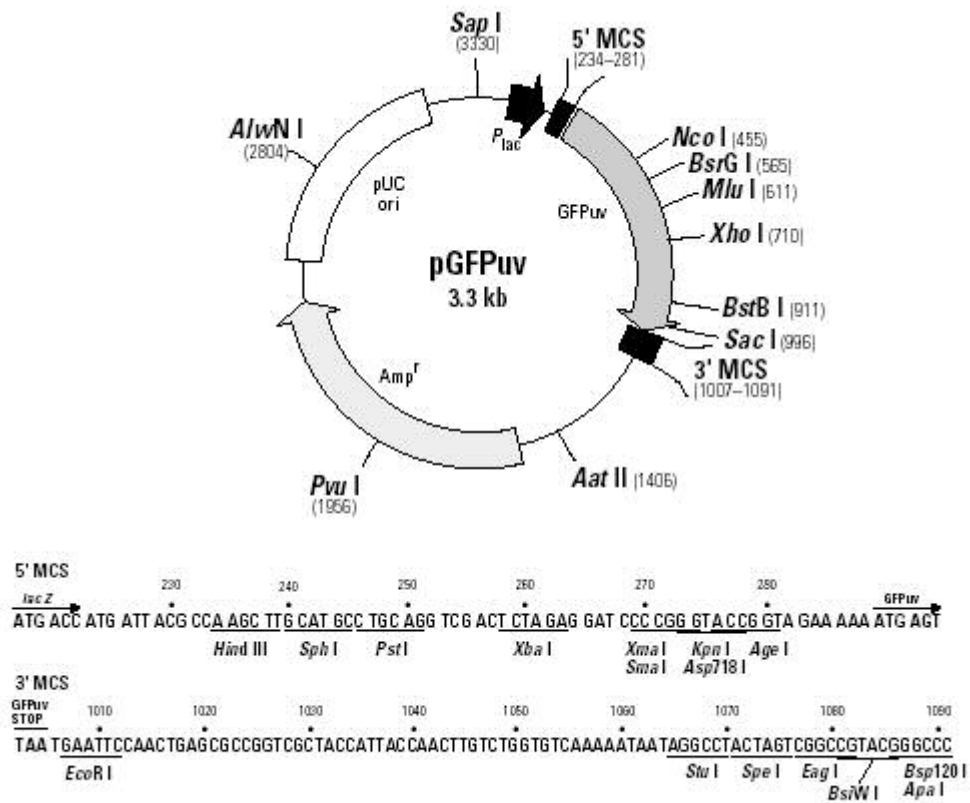 Sap I
(3330)
5' MCS
(234–281)
AlwN I
(2804)
Plac
Nco I (455)
BsrG I (565)
Mlu I (611)
pUC
ori
GFPuv
Xho I (710)
pGFPuv
3.3 kb
BstB I (911)
Sac I (996)
3' MCS
(1007–1091)
Ampr
Pvu I
(1956)
Aat II (1406)
5' MCS
lac Z
230 240 250 260 270 280
GFPuv
ATG ACC ATG ATT ACG CCA AGC TTG CAT GCC TGC AGG TCG ACT CTA GAG GAT CCC CGG GTA CCG GTA GAA AAA ATG AGT
Hind III Sph I Pst I Xba I Xma I Kpn I Age I
Sma I Asp718 I
3' MCS
GFPuv
STOP
1010 1020 1030 1040 1050 1060 1070 1080 1090
TAATGAATTCCAACTGAGCGCCGGTCGCTACCATTACCAACTTGTCTGGTGTCAAAAATAATAGGCCTACTAGTCGGCCGTACGGGCCC
EcoR I Stu I Spe I Eag I Bsp120 I
BsiW I Apa I